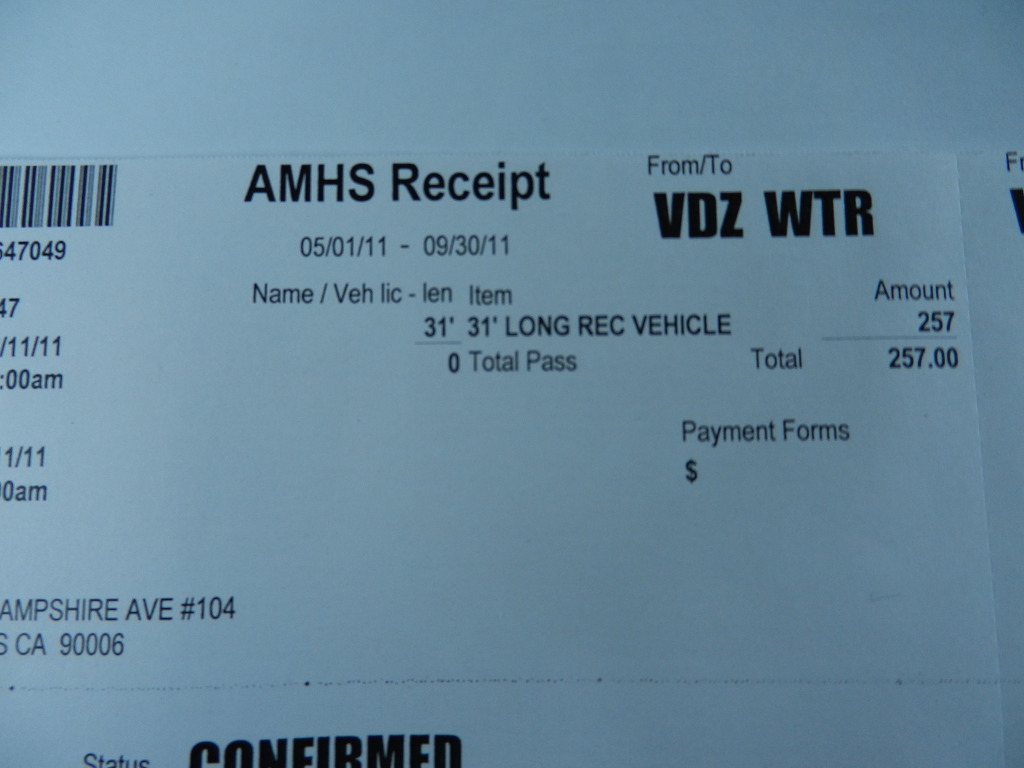 AMHS Receipt
From/To
VDZ WTR
647049
05/01/11 - 09/30/11
Name / Veh lic - len Item Amount
47
31' 31' LONG REC VEHICLE 257
/11/11
0 Total Pass Total 257.00
:00am
Payment Forms
1/11
$
0am
AMPSHIRE AVE #104
S CA 90006
Status CONFIRMED